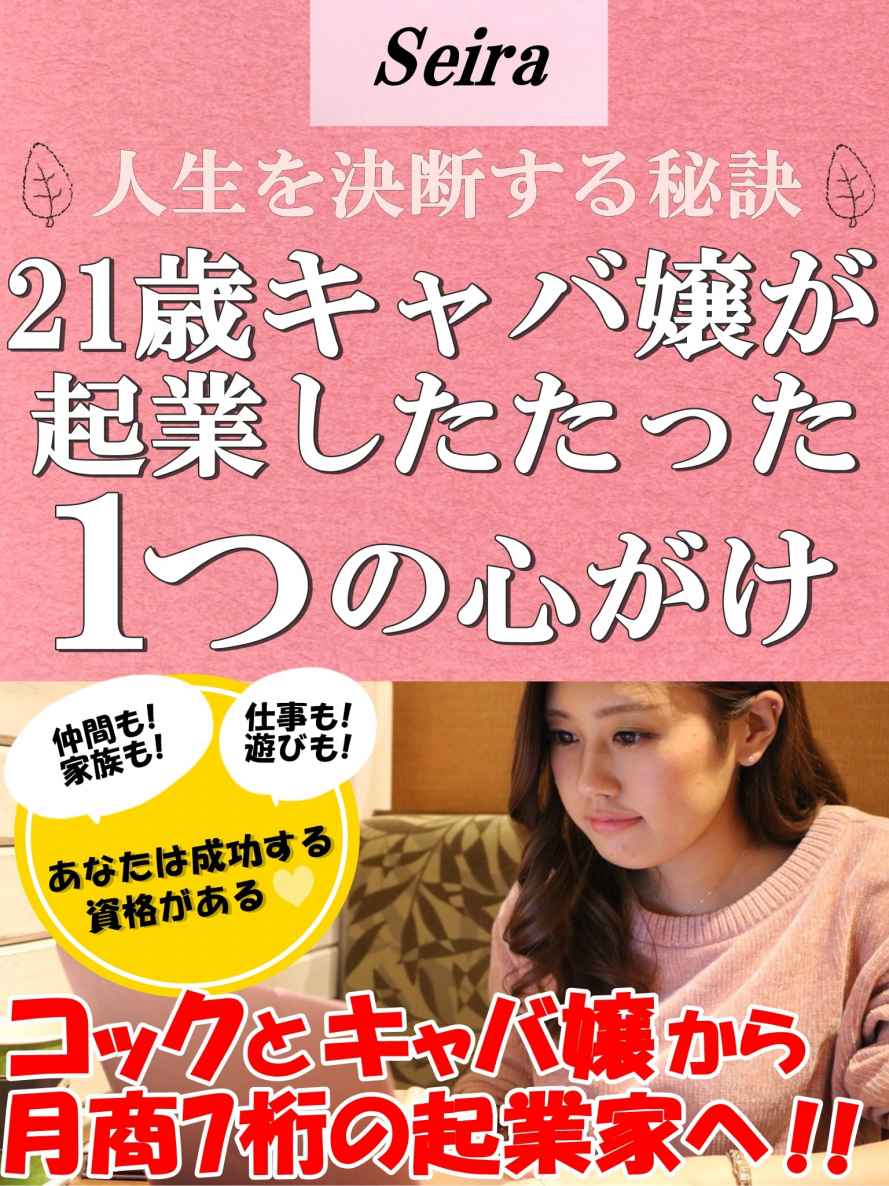 Seira
人生を決断する秘訣
21歳キャバ嬢が
起業したたった
1つの心がけ
仲間も!
家族も!
仕事も!
遊びも!
あなたは成功する
資格がある
コックとキャバ嬢から
月商7桁の起業家へ!!